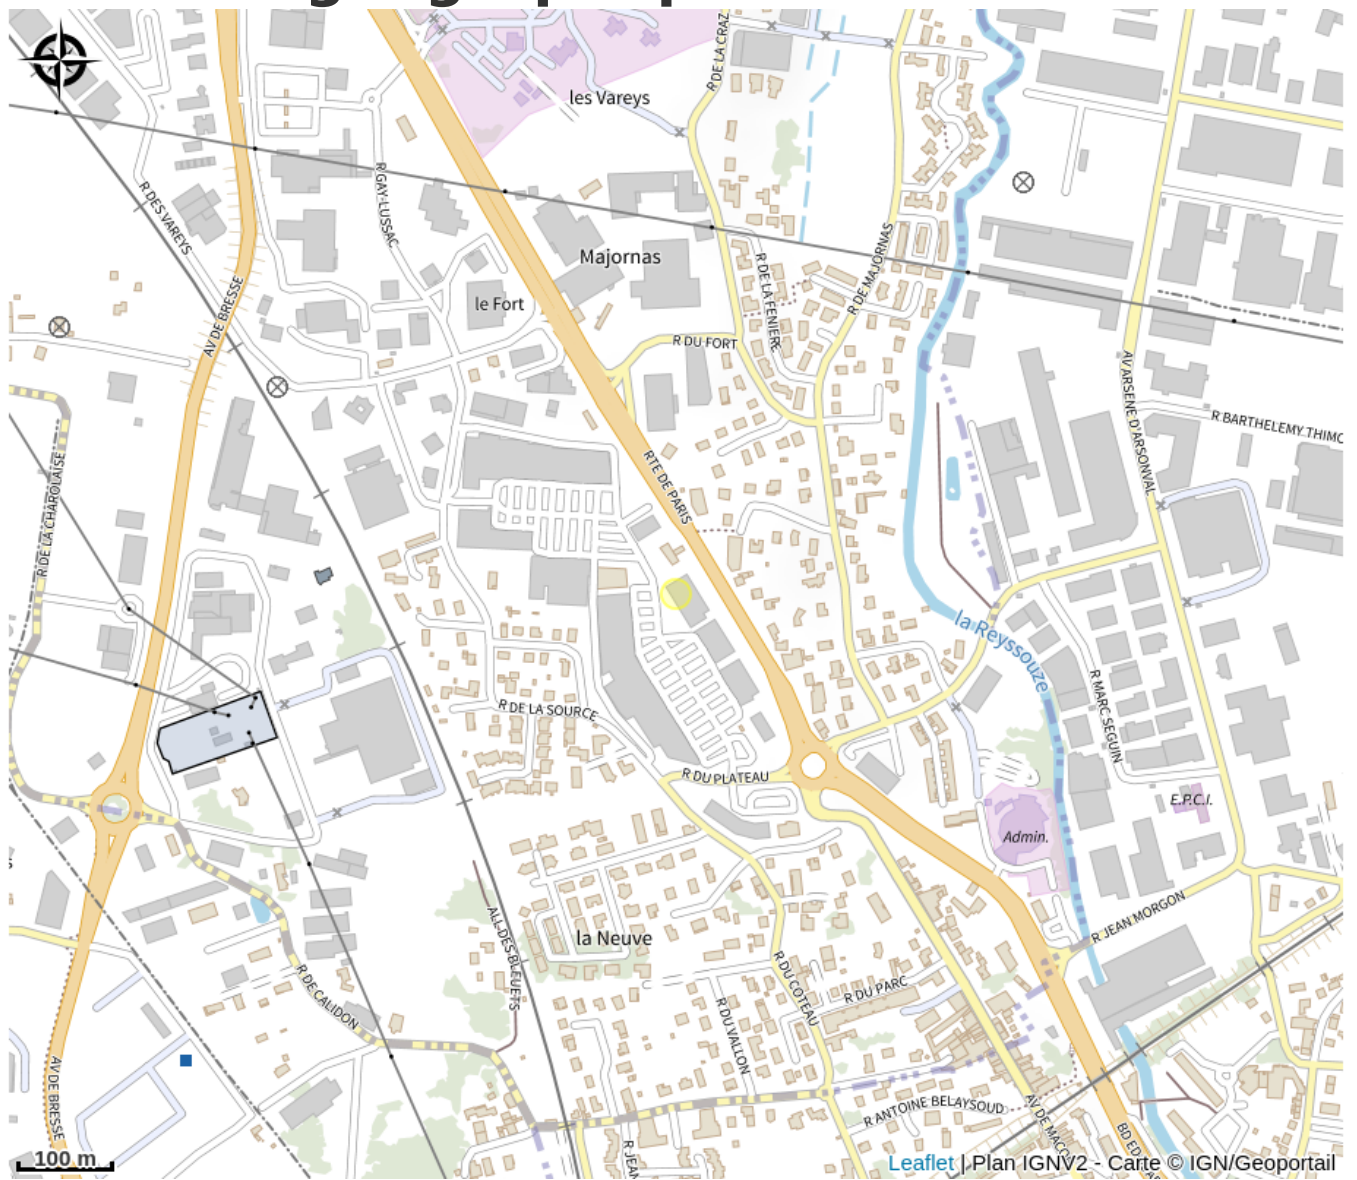 R DE LA CRAZ
les Vareys
R GAY-LUSSAC
R DES VAREYS
R DE MAJORNAS
Majornas
R DE LA FENIERE
AV DE BRESSE
le Fort
R DU FORT
AV ARSENE D'ARSONVAL
R BARTHELEMY THIMO
R DE LA CHAROLAISE
RTE DE PARIS
la Reyssouze
R MARC SEGUIN
R DE LA SOURCE
R DU PLATEAU
E.P.C.I.
Admin.
R JEAN MORGON
ALL DES BLEUETS
la Neuve
R DU COTEAU
R DU PARC
R DE CALIDON
R DU VALLON
AV DE BRESSE
R ANTOINE BELAYSOUD
AV DE MACO
BD ED
R JEAN
100 m
Leaflet | Plan IGNV2 - Carte © IGN/Geoportail